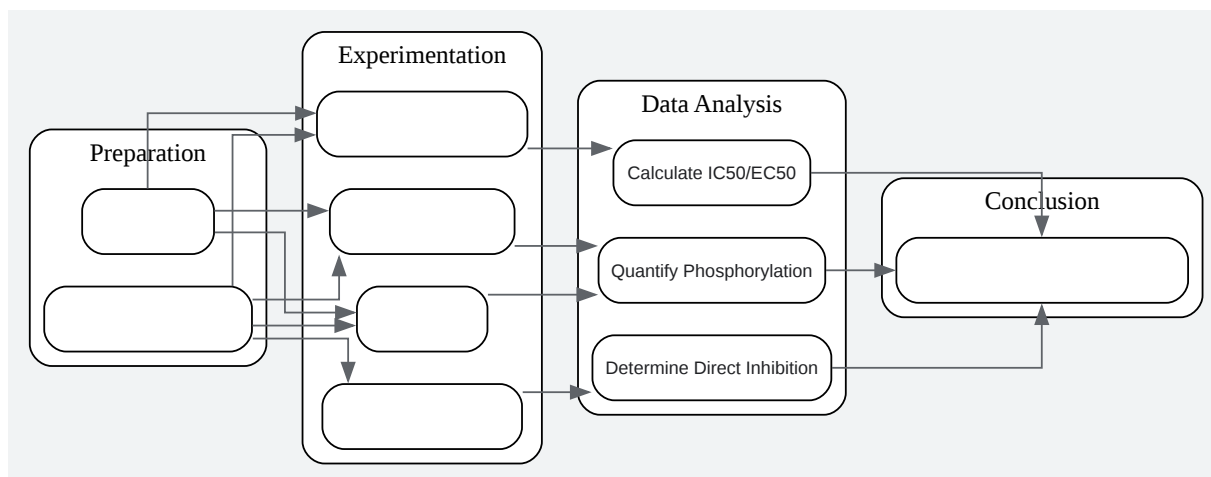 Experimentation
Data Analysis
Preparation
Calculate IC50/EC50
Conclusion
Quantify Phosphorylation
Determine Direct Inhibition